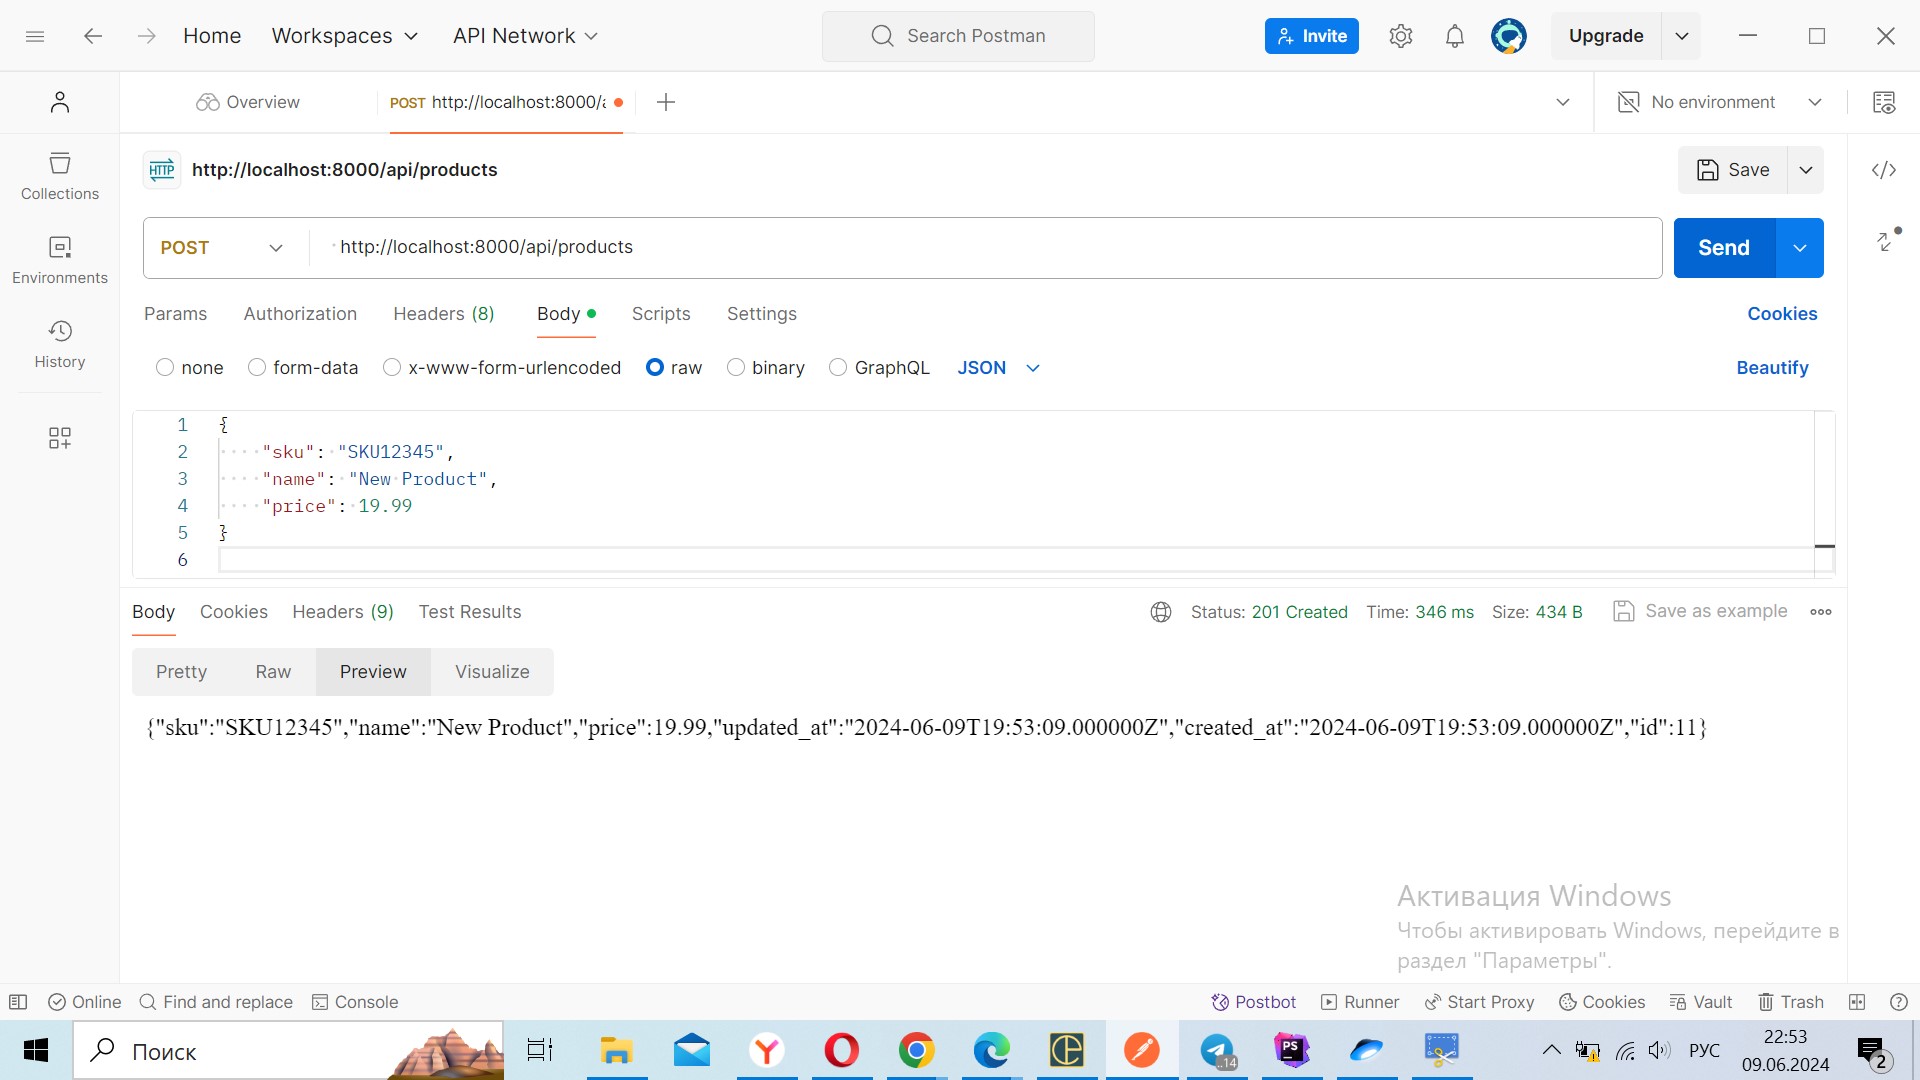 Home Workspaces API Network Search Postman Invite Upgrade
Overview POST http://localhost:8000/a No environment
HTTP http://localhost:8000/api/products Save
Collections
Environments
History
POST http://localhost:8000/api/products Send
Params Authorization Headers (8) Body Scripts Settings Cookies
none form-data x-www-form-urlencoded raw binary GraphQL JSON Beautify
1 {
2 "sku": "SKU12345",
3 "name": "New Product",
4 "price": 19.99
5 }
6
Body Cookies Headers (9) Test Results Status: 201 Created Time: 346 ms Size: 434 B Save as example
Pretty Raw Preview Visualize
{"sku":"SKU12345","name":"New Product","price":19.99,"updated_at":"2024-06-09T19:53:09.000000Z","created_at":"2024-06-09T19:53:09.000000Z","id":11}
Активация Windows
Чтобы активировать Windows, перейдите в
раздел "Параметры".
Online Find and replace Console Postbot Runner Start Proxy Cookies Vault Trash
Поиск ..14 PS РУС 22:53
09.06.2024 2